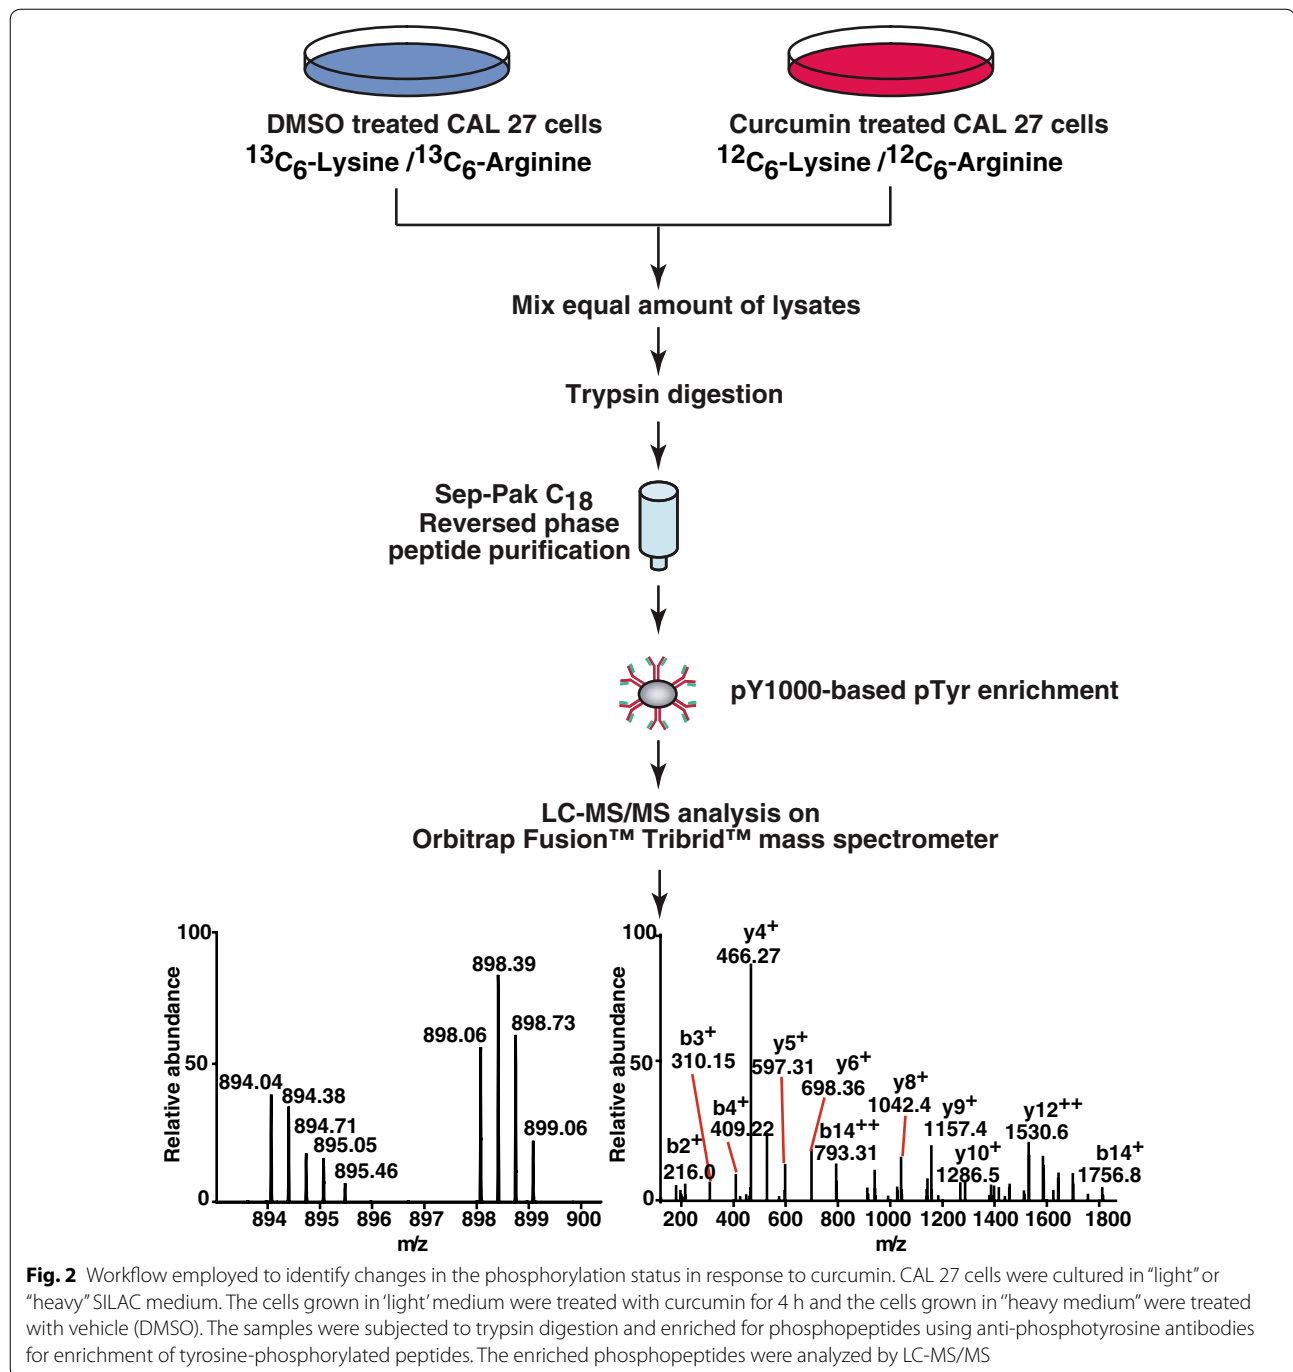 DMSO treated CAL 27 cells
13C6-Lysine /13C6-Arginine
Curcumin treated CAL 27 cells
12C6-Lysine /12C6-Arginine
Mix equal amount of lysates
Trypsin digestion
Sep-Pak C18
Reversed phase
peptide purification
pY1000-based pTyr enrichment
LC-MS/MS analysis on
Orbitrap Fusion™ Tribrid™ mass spectrometer
Relative abundance
100
50
0
894.04
894.38
894.71
895.05
895.46
898.06
898.39
898.73
899.06
894 895 896 897 898 899 900
m/z
Relative abundance
100
50
0
b2+
216.0
b3+
310.15
b4+
409.22
y4+
466.27
y5+
597.31
y6+
698.36
b14++
793.31
y8+
1042.4
y9+
1157.4
y10+
1286.5
y12++
1530.6
b14+
1756.8
200 400 600 800 1000 1200 1400 1600 1800
m/z
Fig. 2 Workflow employed to identify changes in the phosphorylation status in response to curcumin. CAL 27 cells were cultured in “light” or
“heavy” SILAC medium. The cells grown in ‘light’ medium were treated with curcumin for 4 h and the cells grown in “heavy medium” were treated
with vehicle (DMSO). The samples were subjected to trypsin digestion and enriched for phosphopeptides using anti-phosphotyrosine antibodies
for enrichment of tyrosine-phosphorylated peptides. The enriched phosphopeptides were analyzed by LC-MS/MS